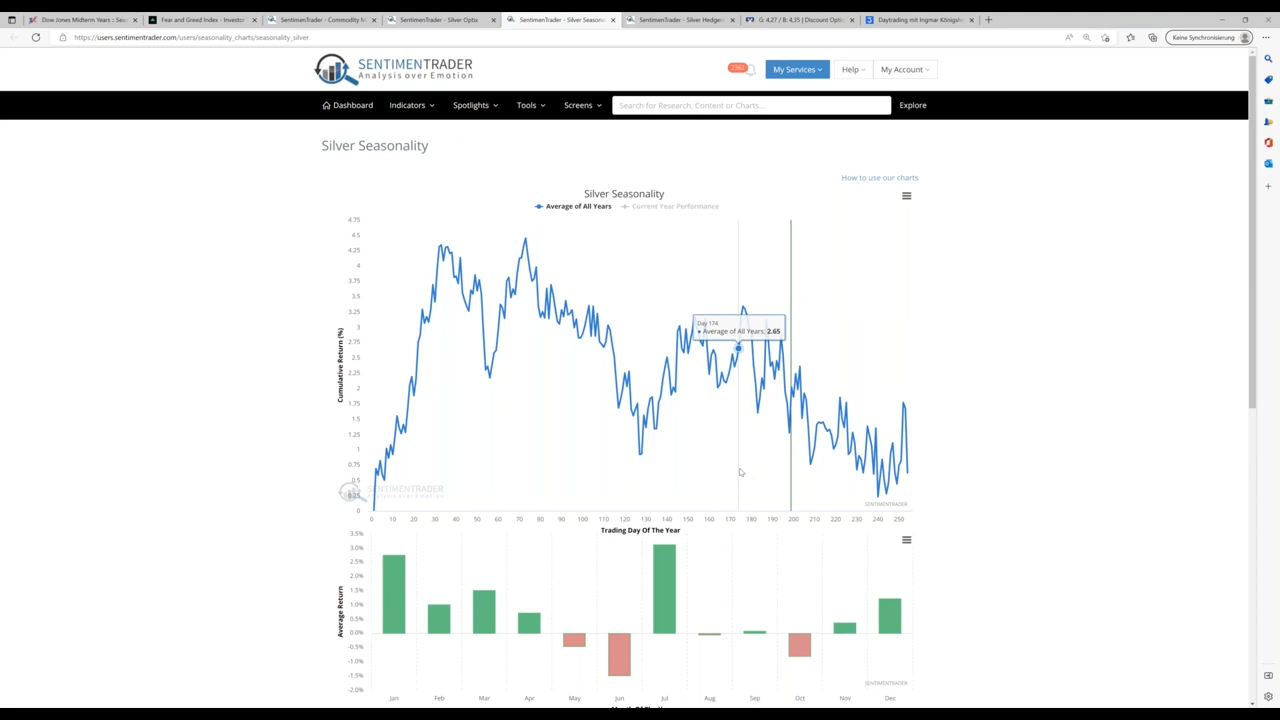 Dow Jones Midterm Years : Sea
Fear and Greed Index - Investor
SentimenTrader - Commodity M
SentimenTrader - Silver Optix
SentimenTrader - Silver Seasona
SentimenTrader - Silver Hedger
G: 4,27 / B: 4,35 | Discount Opti
Daytrading mit Ingmar Königsh
https://users.sentimentrader.com/users/seasonality_charts/seasonality_silver
Keine Synchronisierung
SENTIMENTRADER
Analysis over Emotion
2362
My Services
Help
My Account
Dashboard
Indicators
Spotlights
Tools
Screens
Search for Research, Content or Charts...
Explore
Silver Seasonality
How to use our charts
Silver Seasonality
Average of All Years
Current Year Performance
Cumulative Return (%)
4.75
4.5
4.25
4
3.75
3.5
3.25
3
2.75
2.5
2.25
2
1.75
1.5
1.25
1
0.75
0.5
0.25
0
Day 174
Average of All Years: 2.65
SENTIMENTRADER
Analysis over Emotion
SENTIMENTRADER
0 10 20 30 40 50 60 70 80 90 100 110 120 130 140 150 160 170 180 190 200 210 220 230 240 250
Trading Day Of The Year
Average Return
3.5%
3.0%
2.5%
2.0%
1.5%
1.0%
0.5%
0.0%
-0.5%
-1.0%
-1.5%
-2.0%
SENTIMENTRADER
Jan Feb Mar Apr May Jun Jul Aug Sep Oct Nov Dec